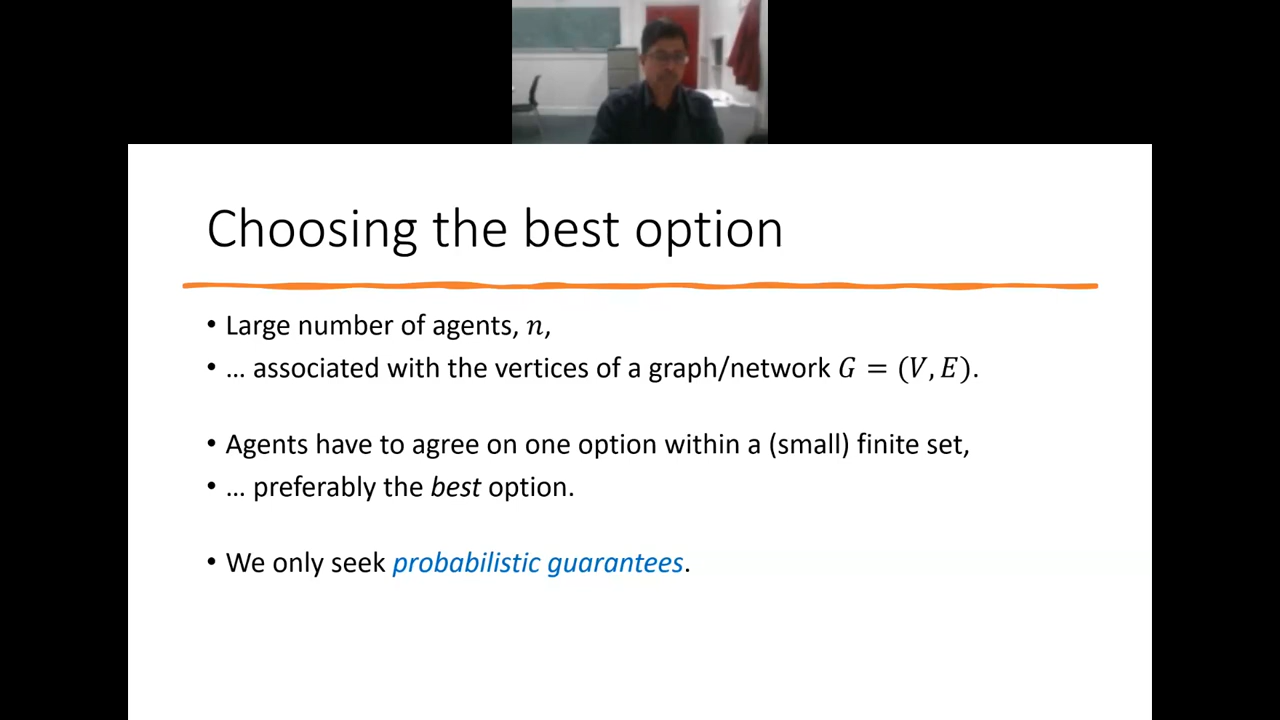 Choosing the best option
• Large number of agents, n,
• … associated with the vertices of a graph/network G = (V, E).
• Agents have to agree on one option within a (small) finite set,
• … preferably the best option.
• We only seek probabilistic guarantees.